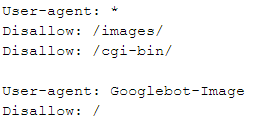 User-agent: *
Disallow: /images/
Disallow: /cgi-bin/

User-agent: Googlebot-Image
Disallow: /